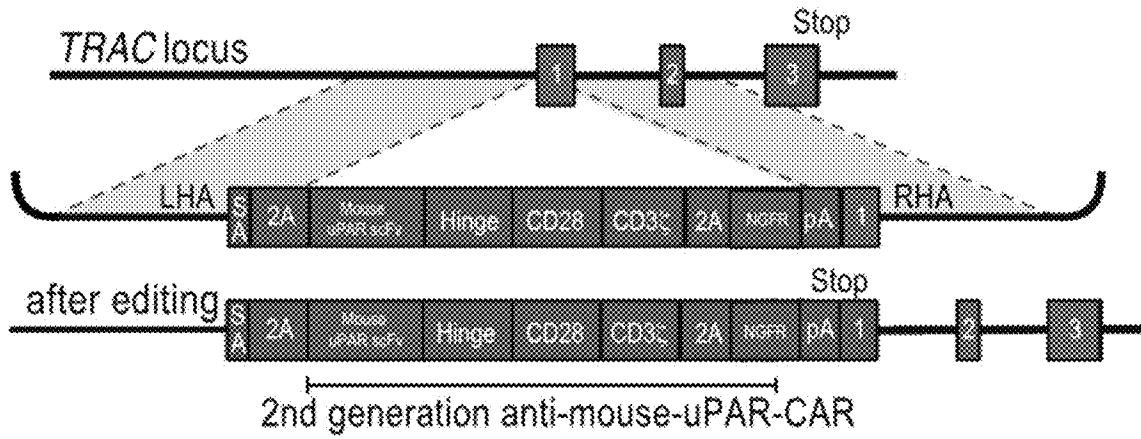 Stop
TRAC locus
1 2 3
LHA RHA
SA 2A Mouse uPAR scFv Hinge CD28 CD3ζ 2A NGFR pA 1
Stop
after editing
SA 2A Mouse uPAR scFv Hinge CD28 CD3ζ 2A NGFR pA 1 2 3
2nd generation anti-mouse-uPAR-CAR